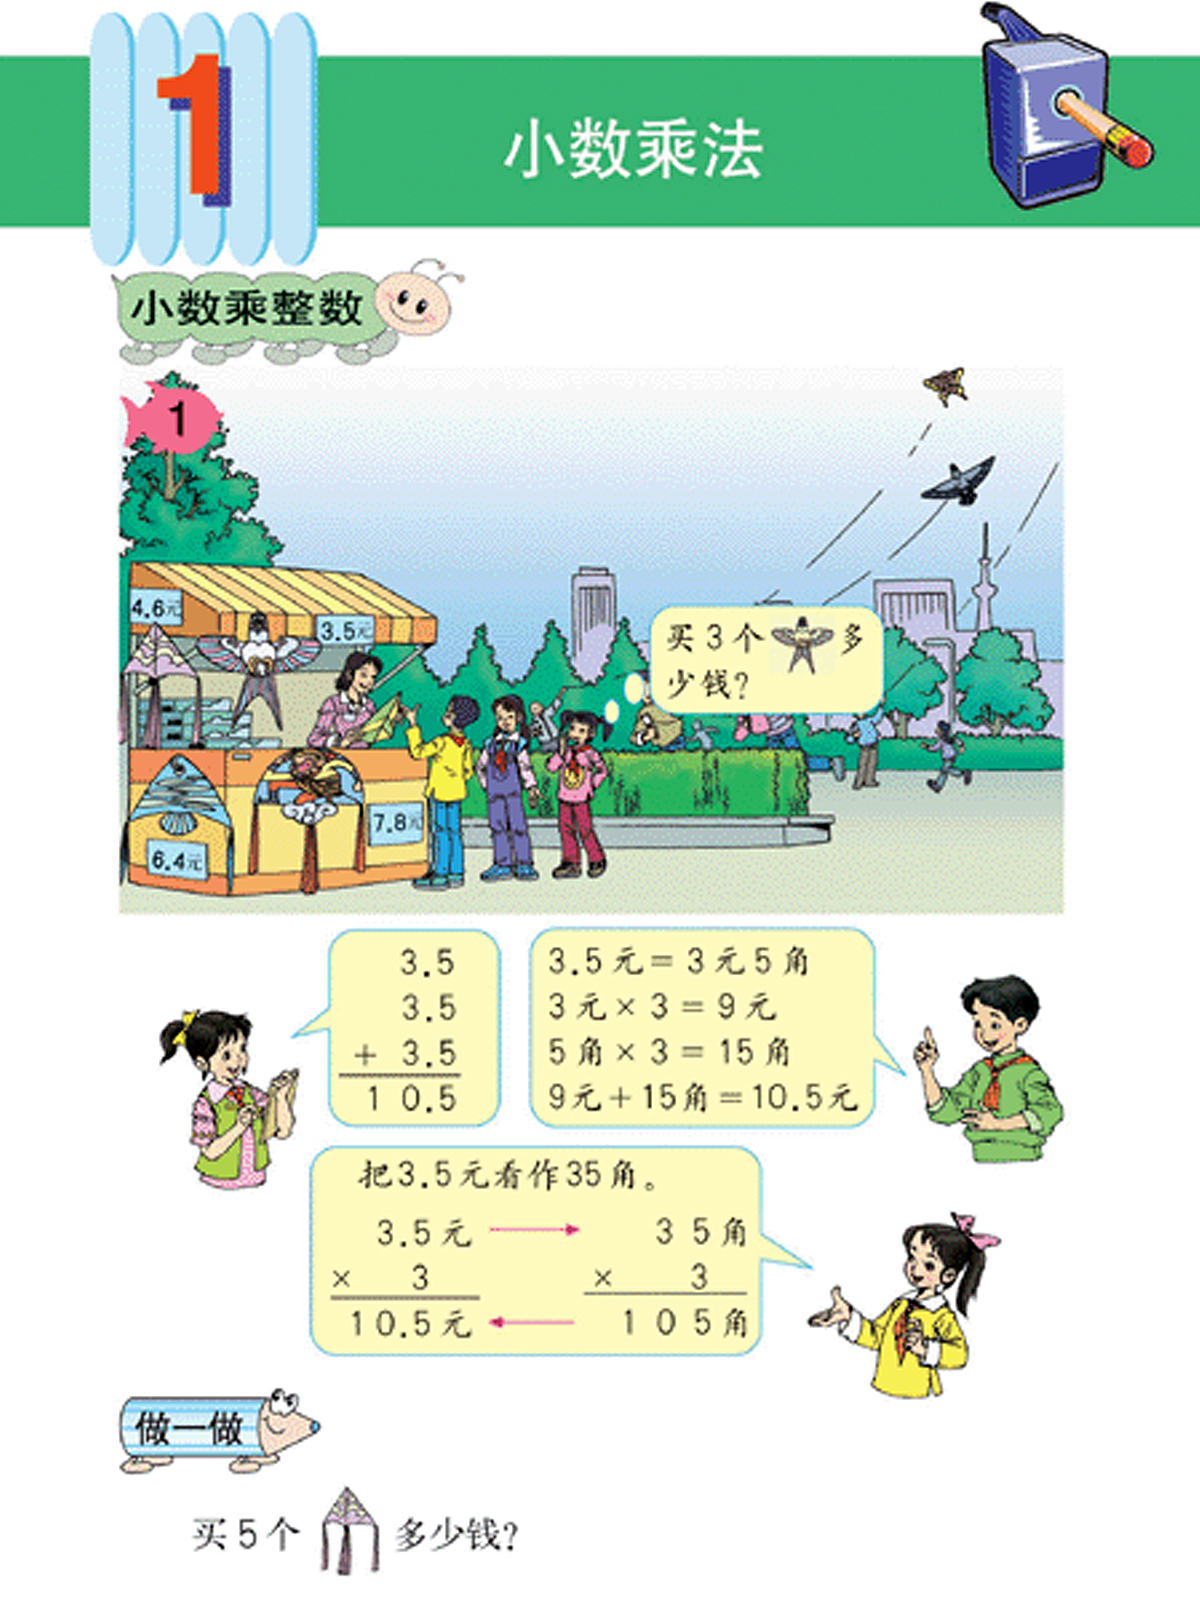 1
小数乘法
小数乘整数
1
4.6元
3.5元
买3个多
少钱?
7.8元
6.4元
3.5
3.5
+ 3.5
10.5
3.5元=3元5角
3元×3=9元
5角×3=15角
9元+15角=10.5元
把3.5元看作35角。
3.5元 35角
× 3 × 3
10.5元 105角
做一做
买5个多少钱?